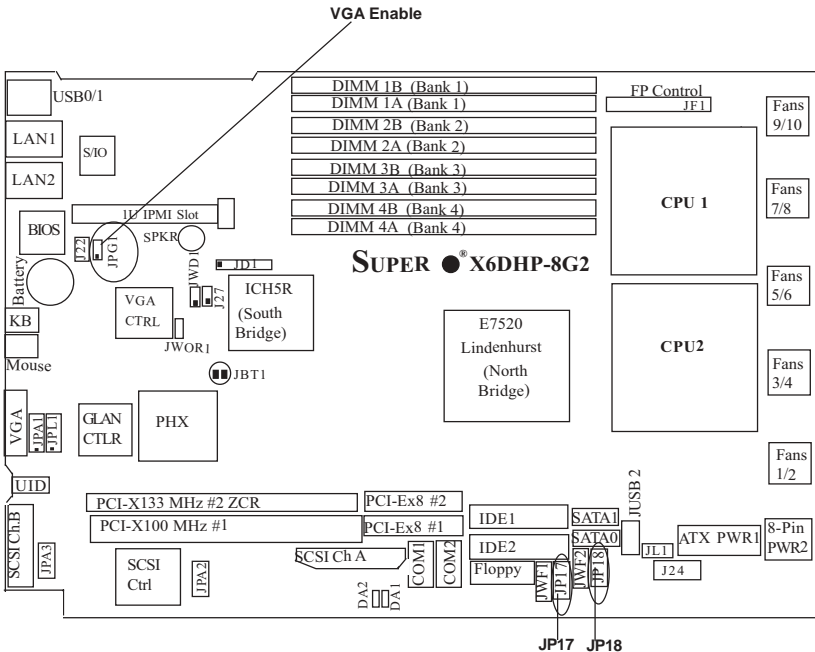 VGA Enable
USB0/1
LAN1
LAN2
S/IO
DIMM 1B (Bank 1)
DIMM 1A (Bank 1)
DIMM 2B (Bank 2)
DIMM 2A (Bank 2)
DIMM 3B (Bank 3)
DIMM 3A (Bank 3)
DIMM 4B (Bank 4)
DIMM 4A (Bank 4)
FP Control
JF1
Fans
9/10
CPU 1
Fans
7/8
1U IPMI Slot
BIOS
J22
JPG1
SPKR
JD1
JWD1
J27
SUPER ●® X6DHP-8G2
Battery
VGA
CTRL
ICH5R
(South
Bridge)
JWOR1
Fans
5/6
KB
Mouse
E7520
Lindenhurst
(North
Bridge)
CPU2
Fans
3/4
JBT1
VGA
JPA1
JPL1
GLAN
CTLR
PHX
Fans
1/2
UID
PCI-X133 MHz #2 ZCR
PCI-Ex8 #2
PCI-X100 MHz #1
PCI-Ex8 #1
IDE1
IDE2
Floppy
SATA1
SATA0
JUSB 2
JL1
J24
ATX PWR1
8-Pin
PWR2
SCSI Ch.B
JPA3
SCSI
Ctrl
JPA2
SCSI Ch A
COM1
COM2
DA2
DA1
JWF1
JP17
JWF2
JP18
JP17
JP18